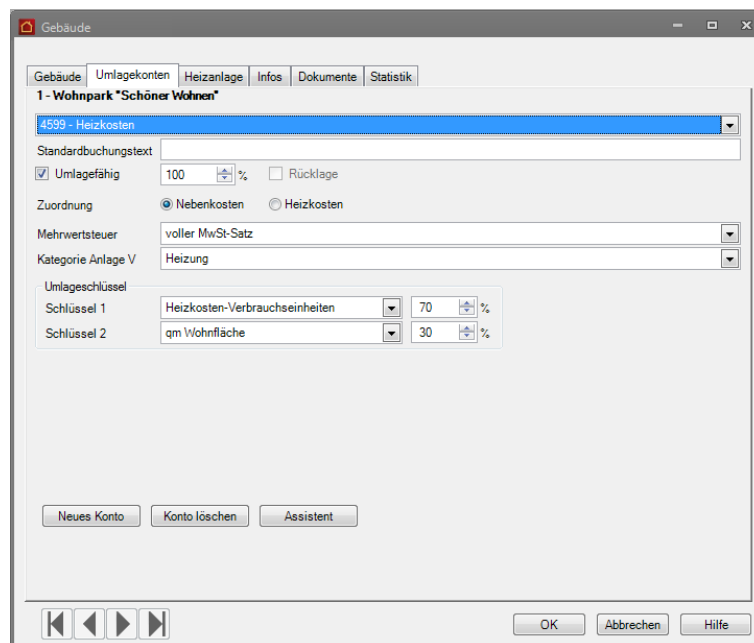 Gebäude
Gebäude Umlagekonten Heizanlage Infos Dokumente Statistik
1 - Wohnpark "Schöner Wohnen"
4599 - Heizkosten
Standardbuchungstext
Umlagefähig 100 % Rücklage
Zuordnung Nebenkosten Heizkosten
Mehrwertsteuer voller MwSt-Satz
Kategorie Anlage V Heizung
Umlageschlüssel
Schlüssel 1 Heizkosten-Verbrauchseinheiten 70 %
Schlüssel 2 qm Wohnfläche 30 %
Neues Konto Konto löschen Assistent
OK Abbrechen Hilfe